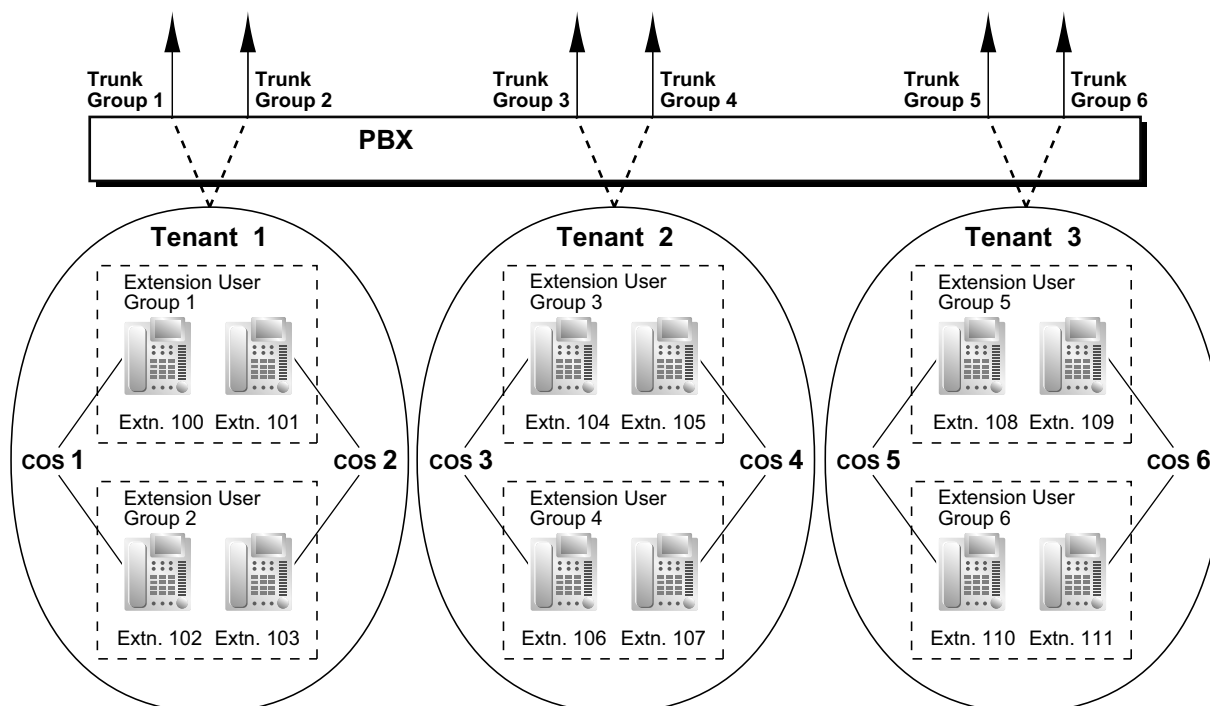 Trunk
Group 1
Trunk
Group 2
Trunk
Group 3
Trunk
Group 4
Trunk
Group 5
Trunk
Group 6
PBX
Tenant 1
Extension User
Group 1
Extn. 100 Extn. 101
COS 1
COS 2
Extension User
Group 2
Extn. 102 Extn. 103
Tenant 2
Extension User
Group 3
Extn. 104 Extn. 105
COS 3
COS 4
Extension User
Group 4
Extn. 106 Extn. 107
Tenant 3
Extension User
Group 5
Extn. 108 Extn. 109
COS 5
COS 6
Extension User
Group 6
Extn. 110 Extn. 111